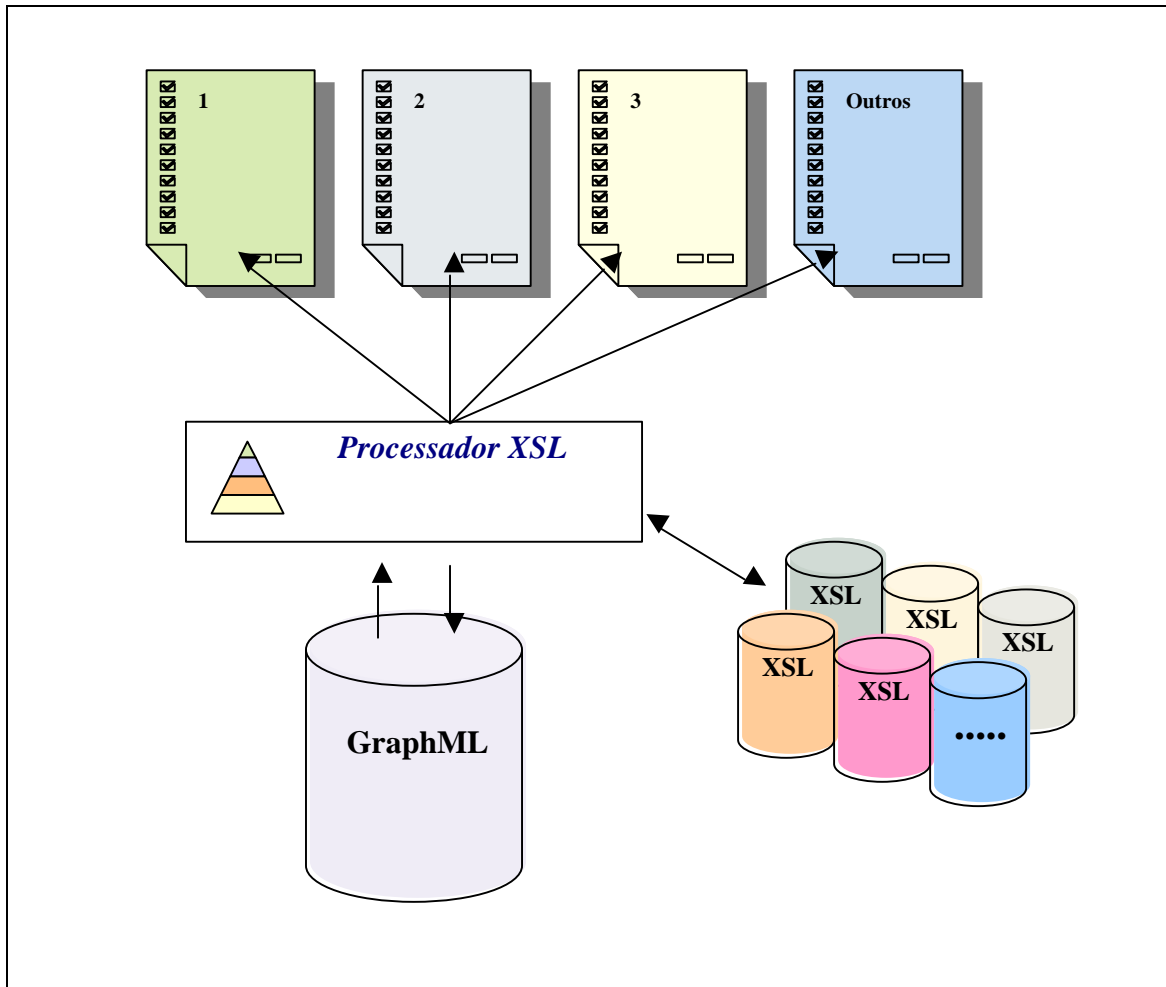 1
2
3
Outros
Processador XSL
XSL
XSL
XSL
XSL
XSL
•••••
GraphML